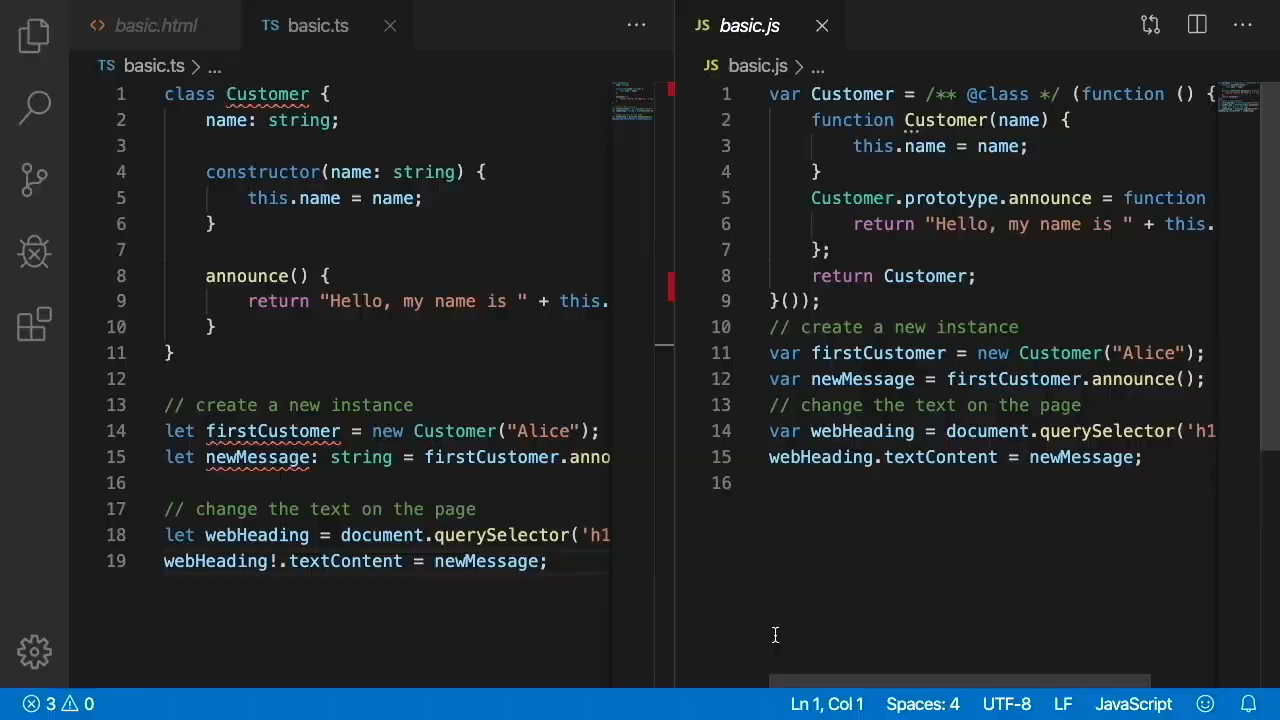 basic.html
TS basic.ts
TS basic.ts > ...
1 class Customer {
2 name: string;
3
4 constructor(name: string) {
5 this.name = name;
6 }
7
8 announce() {
9 return "Hello, my name is " + this.
10 }
11 }
12
13 // create a new instance
14 let firstCustomer = new Customer("Alice");
15 let newMessage: string = firstCustomer.anno
16
17 // change the text on the page
18 let webHeading = document.querySelector('h1
19 webHeading!.textContent = newMessage;
JS basic.js
JS basic.js > ...
1 var Customer = /** @class */ (function () {
2 function Customer(name) {
3 this.name = name;
4 }
5 Customer.prototype.announce = function
6 return "Hello, my name is " + this.
7 };
8 return Customer;
9 }());
10 // create a new instance
11 var firstCustomer = new Customer("Alice");
12 var newMessage = firstCustomer.announce();
13 // change the text on the page
14 var webHeading = document.querySelector('h1
15 webHeading.textContent = newMessage;
16
3 0 Ln 1, Col 1 Spaces: 4 UTF-8 LF JavaScript